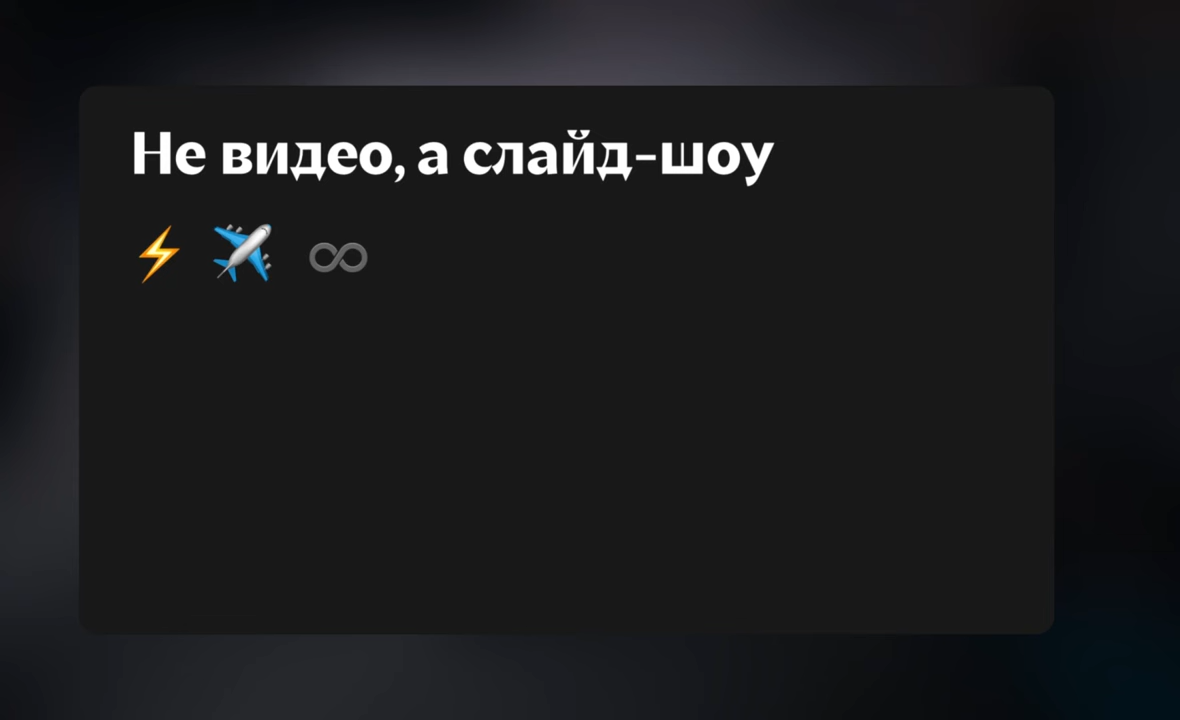 Не видео, а слайд-шоу
⚡ ✈️ ♾